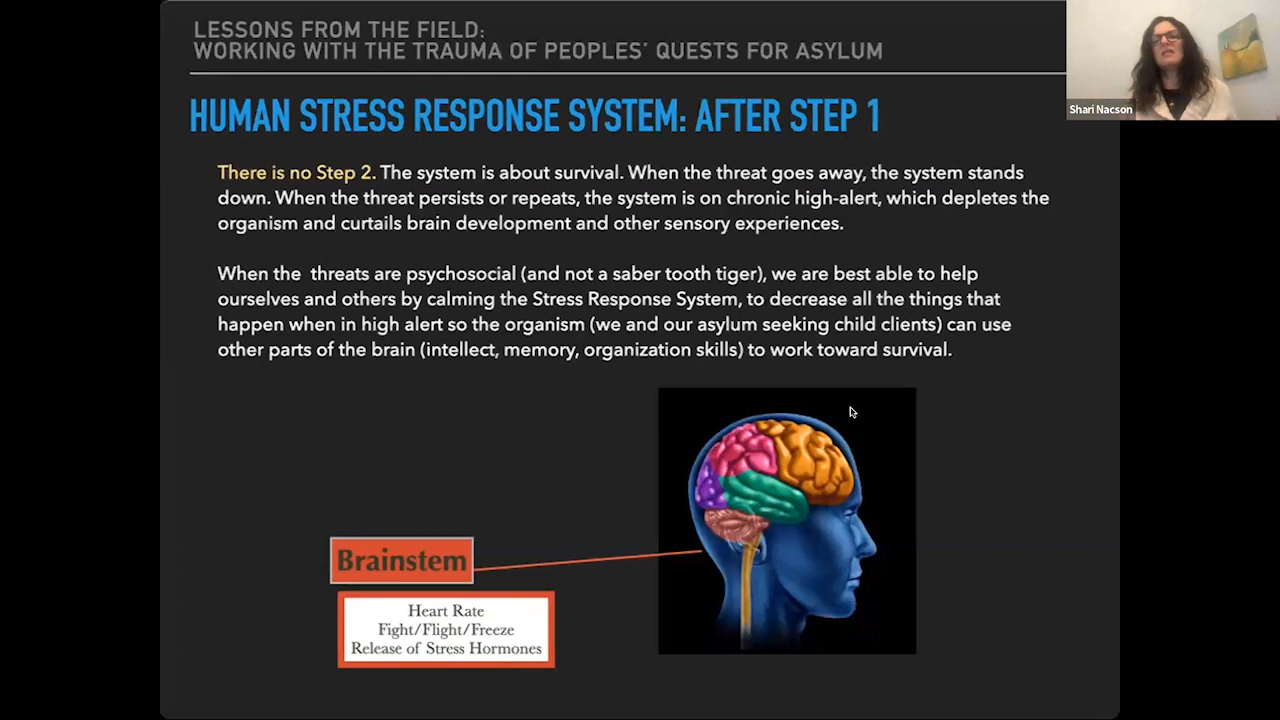 LESSONS FROM THE FIELD:
WORKING WITH THE TRAUMA OF PEOPLES' QUESTS FOR ASYLUM
Shari Nacson
HUMAN STRESS RESPONSE SYSTEM: AFTER STEP 1
There is no Step 2. The system is about survival. When the threat goes away, the system stands
down. When the threat persists or repeats, the system is on chronic high-alert, which depletes the
organism and curtails brain development and other sensory experiences.
When the  threats are psychosocial (and not a saber tooth tiger), we are best able to help
ourselves and others by calming the Stress Response System, to decrease all the things that
happen when in high alert so the organism (we and our asylum seeking child clients) can use
other parts of the brain (intellect, memory, organization skills) to work toward survival.
Brainstem
Heart Rate
Fight/Flight/Freeze
Release of Stress Hormones